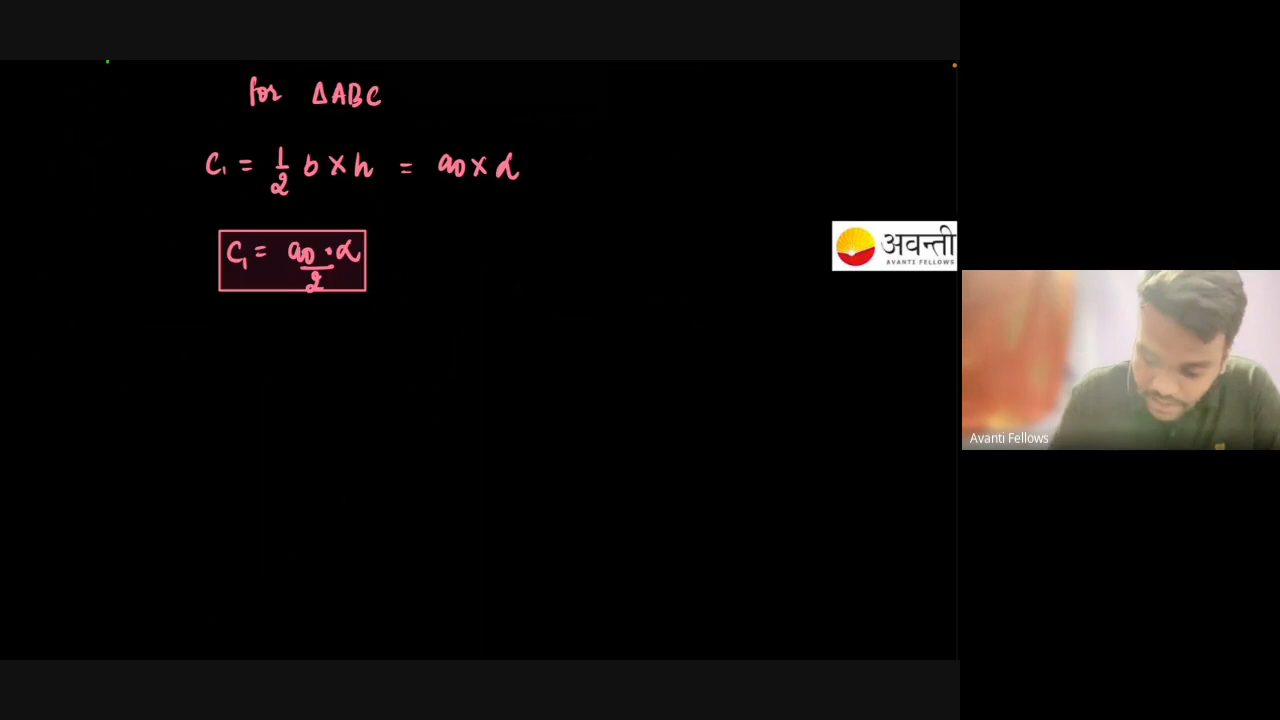 for ΔABC
C₁ = 1/2 b × h = a₀ × α
C₁ = a₀ · α / 2
अवन्ती
AVANTI FELLOWS
Avanti Fellows